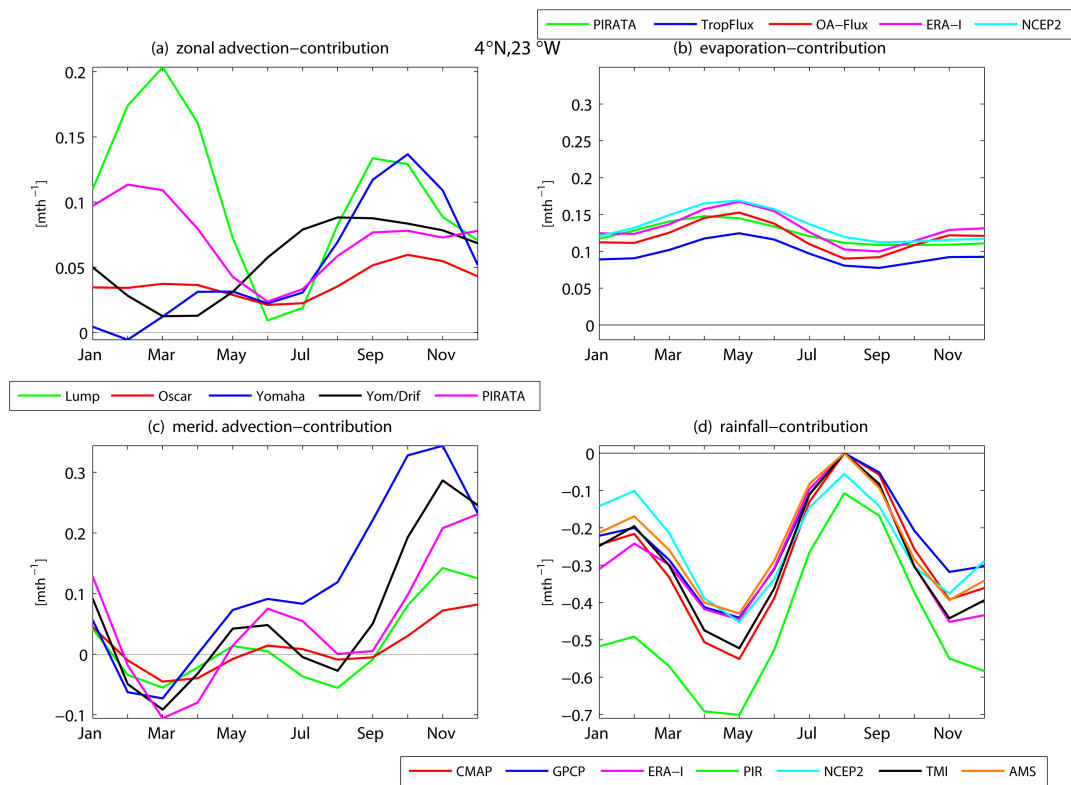 PIRATA TropFlux OA−Flux ERA−I NCEP2
(a) zonal advection−contribution
4°N,23 °W
(b) evaporation−contribution
0.2
0.15
0.1
0.05
0
[mth⁻¹]
Jan Mar May Jul Sep Nov
0.3
0.25
0.2
0.15
0.1
0.05
0
[mth⁻¹]
Jan Mar May Jul Sep Nov
Lump Oscar Yomaha Yom/Drif PIRATA
(c) merid. advection−contribution
(d) rainfall−contribution
0.3
0.2
0.1
0
−0.1
[mth⁻¹]
Jan Mar May Jul Sep Nov
0
−0.1
−0.2
−0.3
−0.4
−0.5
−0.6
−0.7
[mth⁻¹]
Jan Mar May Jul Sep Nov
CMAP GPCP ERA−I PIR NCEP2 TMI AMS